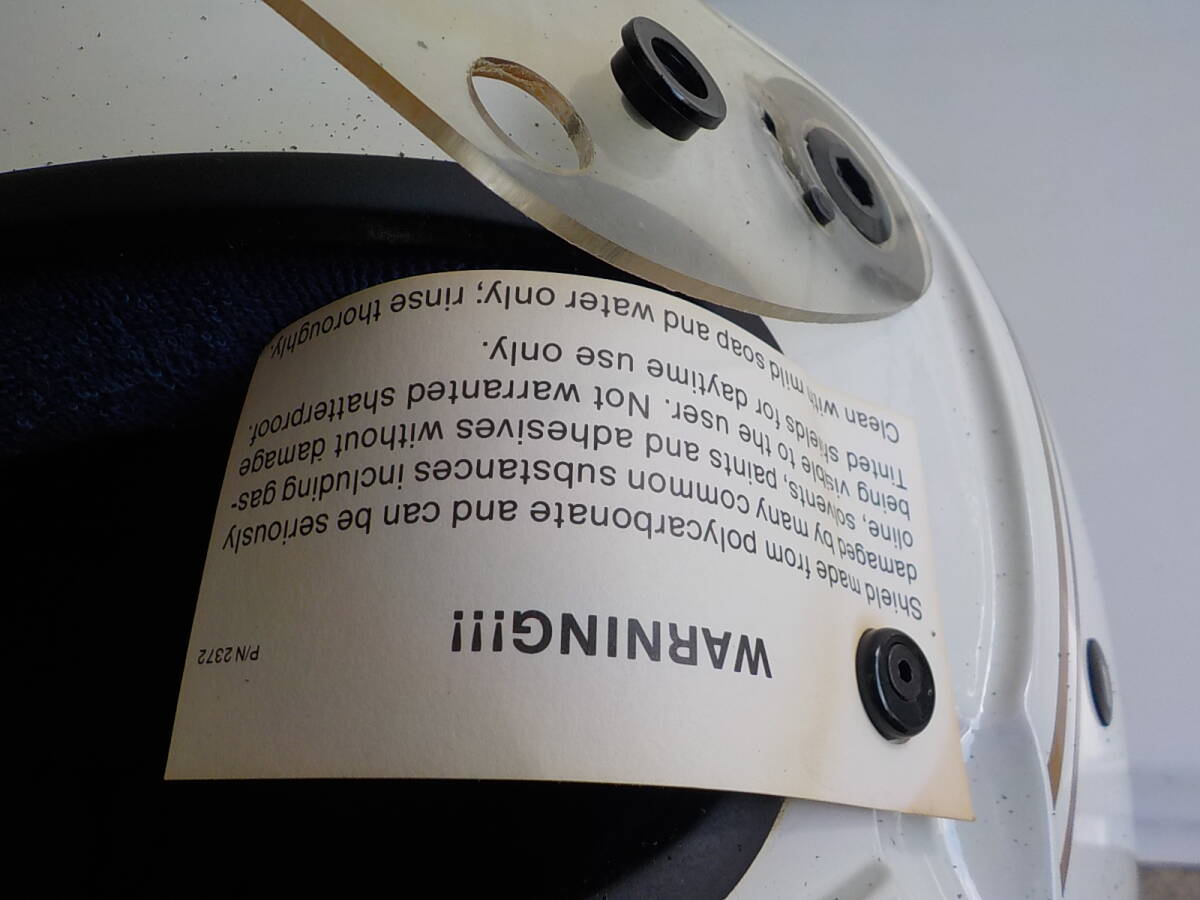 P/N 2372
WARNING!!!
Shield made from polycarbonate and can be seriously
damaged by many common substances including gas-
oline, solvents, paints and adhesives without damage
being visible to the user. Not warranted shatterproof.
Tinted shields for daytime use only.
Clean with mild soap and water only; rinse thoroughly.